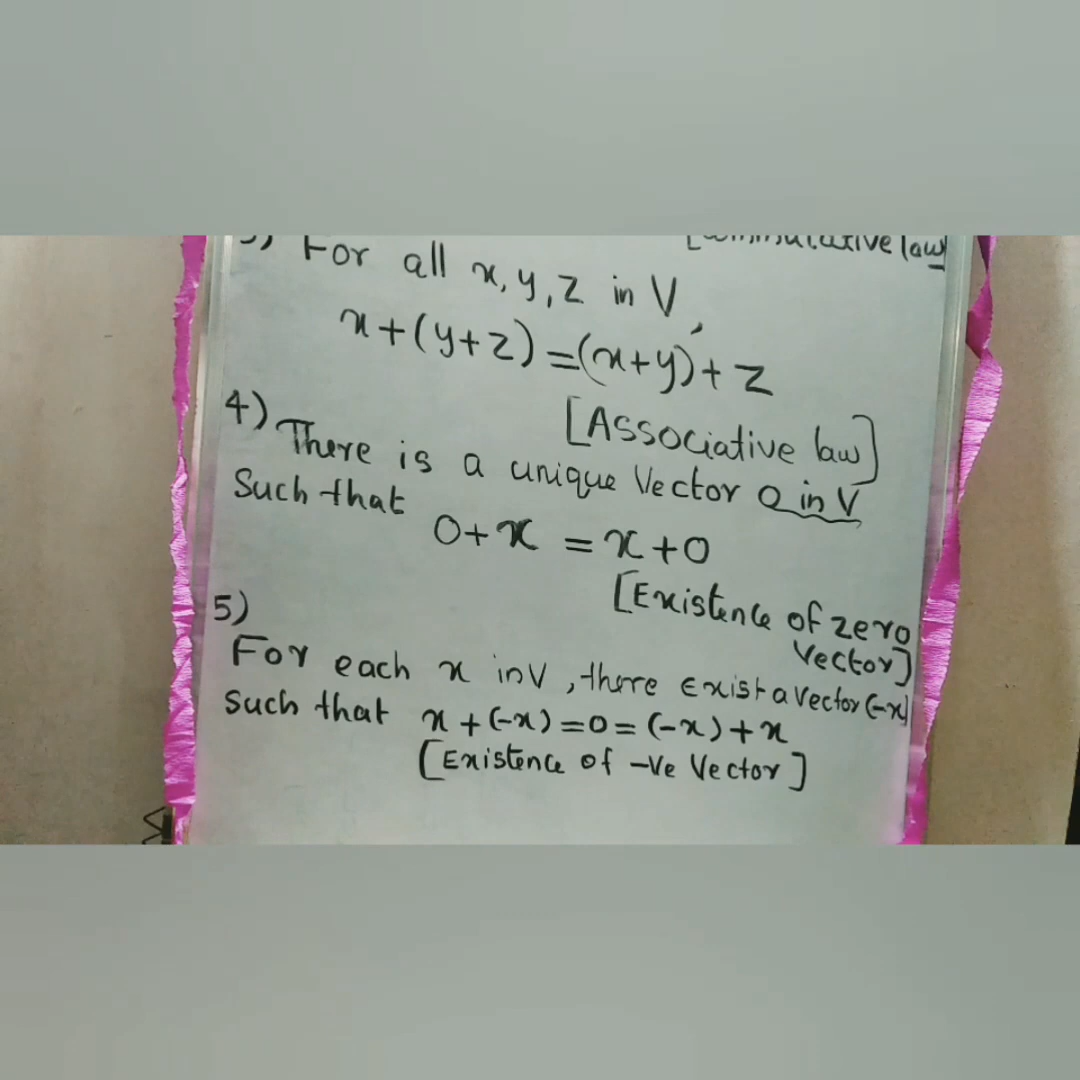 For all x, y, z in V,
x+(y+z)=(x+y)+z
[Associative law]
4) There is a unique Vector 0 in V
Such that
0+x = x+0
[Existence of zero
Vector]
5)
For each x in V, there exist a vector (-x)
such that x+(-x)=0=(-x)+x
[Existence of -ve Vector]